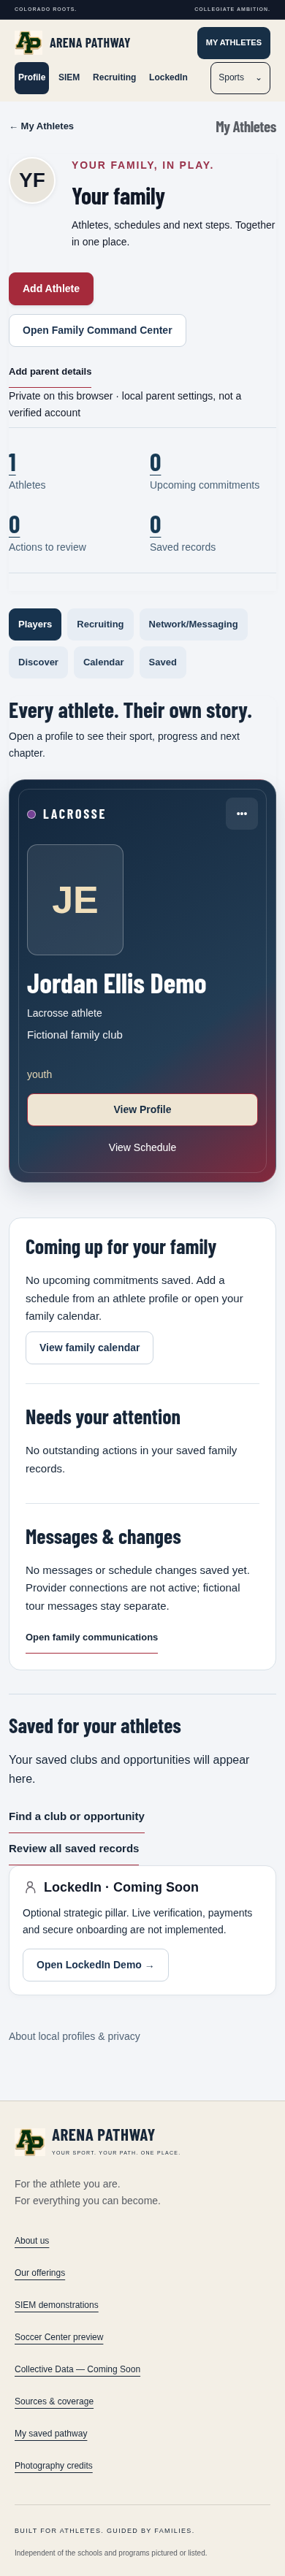 COLORADO ROOTS. COLLEGIATE AMBITION.
AP ARENA PATHWAY MY ATHLETES
Profile SIEM Recruiting LockedIn Sports
← My Athletes My Athletes
YF
YOUR FAMILY, IN PLAY.
Your family
Athletes, schedules and next steps. Together
in one place.
Add Athlete
Open Family Command Center
Add parent details
Private on this browser · local parent settings, not a
verified account
1 0
Athletes Upcoming commitments
0 0
Actions to review Saved records
Players Recruiting Network/Messaging
Discover Calendar Saved
Every athlete. Their own story.
Open a profile to see their sport, progress and next
chapter.
LACROSSE •••
JE
Jordan Ellis Demo
Lacrosse athlete
Fictional family club
youth
View Profile
View Schedule
Coming up for your family
No upcoming commitments saved. Add a
schedule from an athlete profile or open your
family calendar.
View family calendar
Needs your attention
No outstanding actions in your saved family
records.
Messages & changes
No messages or schedule changes saved yet.
Provider connections are not active; fictional
tour messages stay separate.
Open family communications
Saved for your athletes
Your saved clubs and opportunities will appear
here.
Find a club or opportunity
Review all saved records
LockedIn · Coming Soon
Optional strategic pillar. Live verification, payments
and secure onboarding are not implemented.
Open LockedIn Demo →
About local profiles & privacy
AP ARENA PATHWAY
YOUR SPORT. YOUR PATH. ONE PLACE.
For the athlete you are.
For everything you can become.
About us
Our offerings
SIEM demonstrations
Soccer Center preview
Collective Data — Coming Soon
Sources & coverage
My saved pathway
Photography credits
BUILT FOR ATHLETES. GUIDED BY FAMILIES.
Independent of the schools and programs pictured or listed.